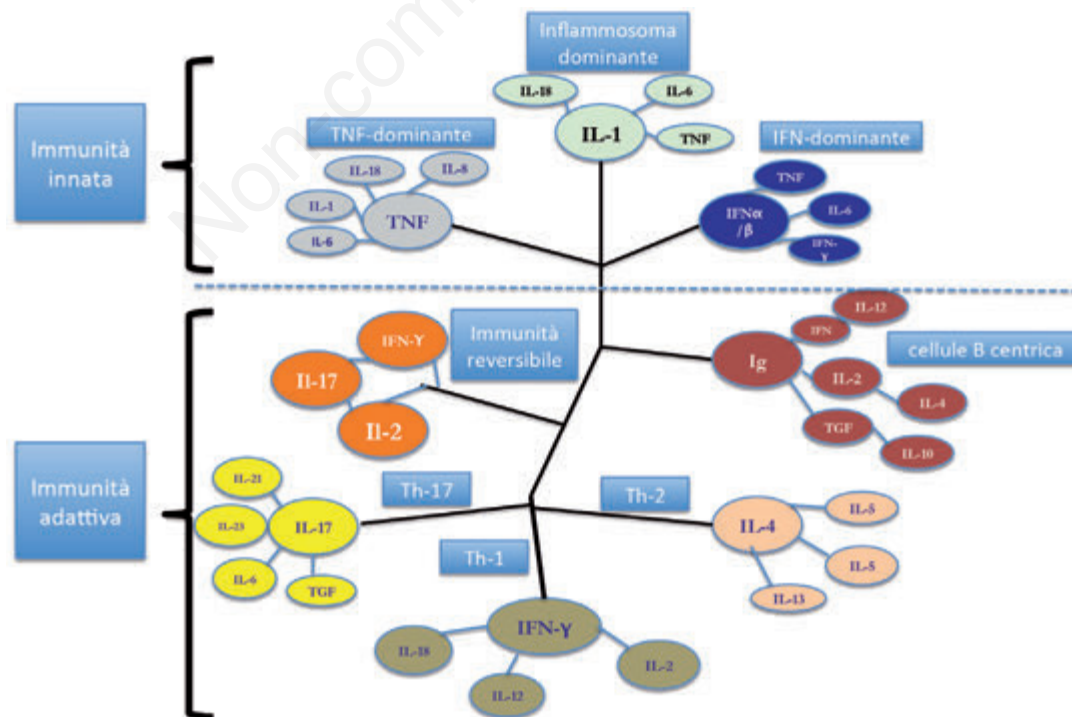 Non-com
Inflammosoma
dominante
IL-18
IL-6
IL-1
TNF
Immunità
innata
TNF-dominante
IL-18
IL-8
IL-1
TNF
IL-6
IFN-dominante
TNF
IFNα
/β
IL-6
IFN-
γ
Immunità
adattiva
IFN-γ
Il-17
Il-2
Immunità
reversibile
IL-12
IFN
Ig
IL-2
IL-4
TGF
IL-10
cellule B centrica
Th-17
IL-21
IL-23
IL-17
IL-6
TGF
Th-2
IL-4
IL-5
IL-5
IL-13
Th-1
IFN-γ
IL-18
IL-12
IL-2